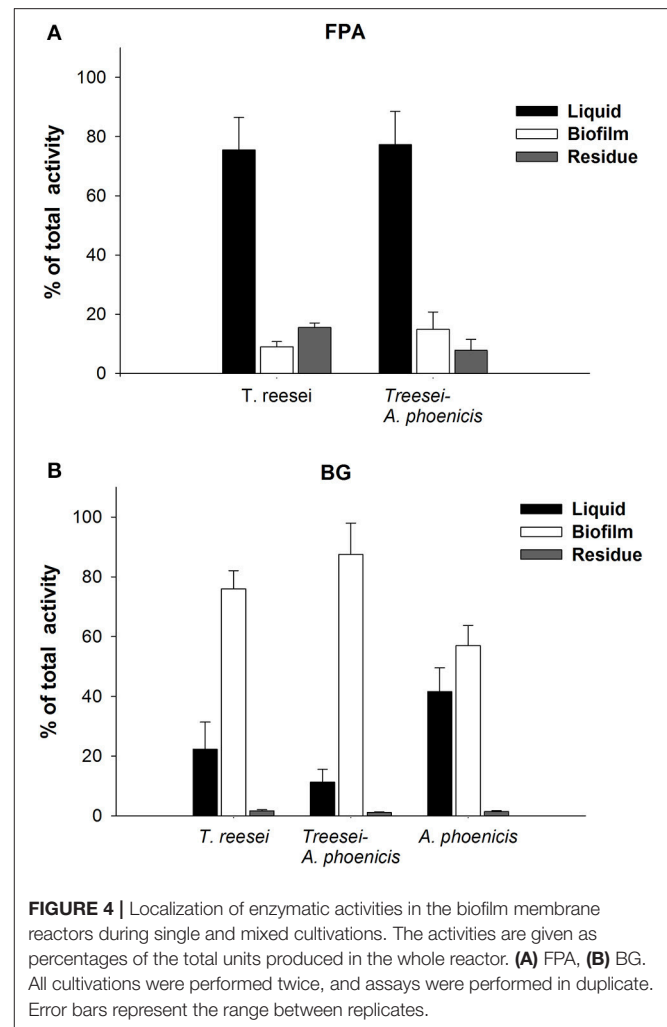 A
FPA
100
80
60
40
20
0
% of total activity
Liquid
Biofilm
Residue
T. reesei
Treesei-
A. phoenicis
B
BG
100
80
60
40
20
0
% of total activity
Liquid
Biofilm
Residue
T. reesei
Treesei-
A. phoenicis
A. phoenicis
FIGURE 4 | Localization of enzymatic activities in the biofilm membrane
reactors during single and mixed cultivations. The activities are given as
percentages of the total units produced in the whole reactor. (A) FPA, (B) BG.
All cultivations were performed twice, and assays were performed in duplicate.
Error bars represent the range between replicates.